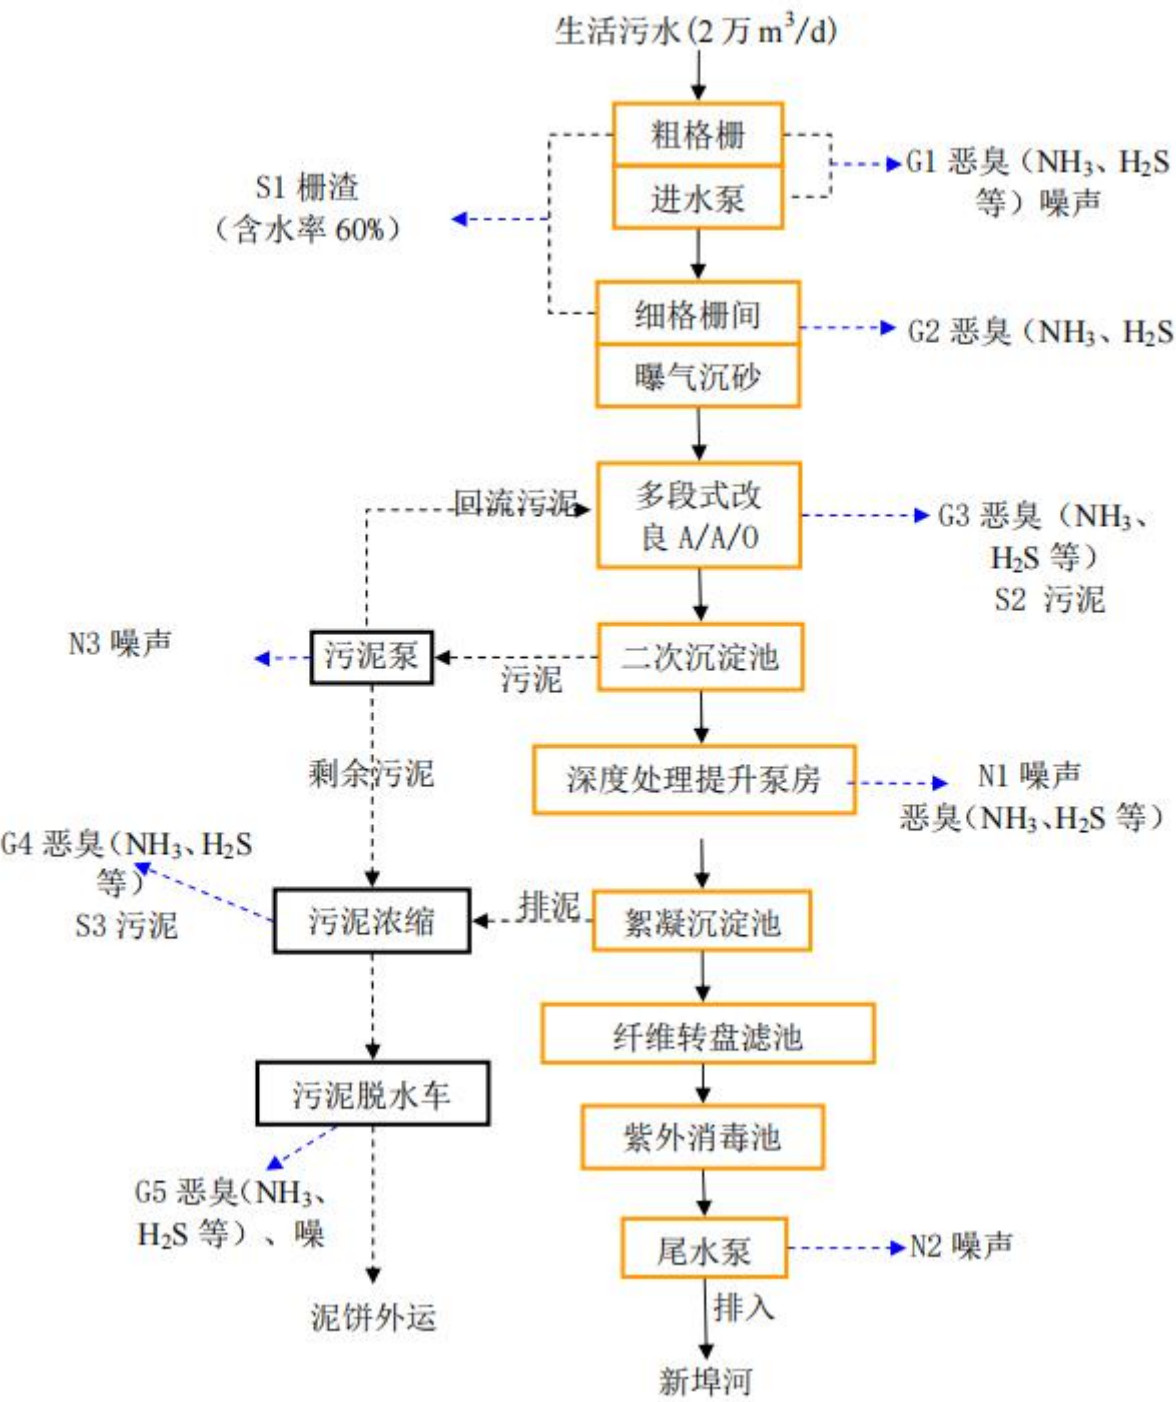 生活污水(2 万 m³/d)
粗格栅
进水泵
G1 恶臭（NH₃、H₂S
等）噪声
S1 栅渣
（含水率 60%）
细格栅间
曝气沉砂
G2 恶臭（NH₃、H₂S
回流污泥
多段式改
良 A/A/O
G3 恶臭（NH₃、
H₂S 等）
S2 污泥
N3 噪声
污泥泵
污泥
二次沉淀池
剩余污泥
深度处理提升泵房
N1 噪声
恶臭（NH₃、H₂S 等）
G4 恶臭（NH₃、H₂S
等）
S3 污泥
污泥浓缩
排泥
絮凝沉淀池
纤维转盘滤池
污泥脱水车
紫外消毒池
G5 恶臭（NH₃、
H₂S 等）、噪
尾水泵
N2 噪声
排入
泥饼外运
新埠河